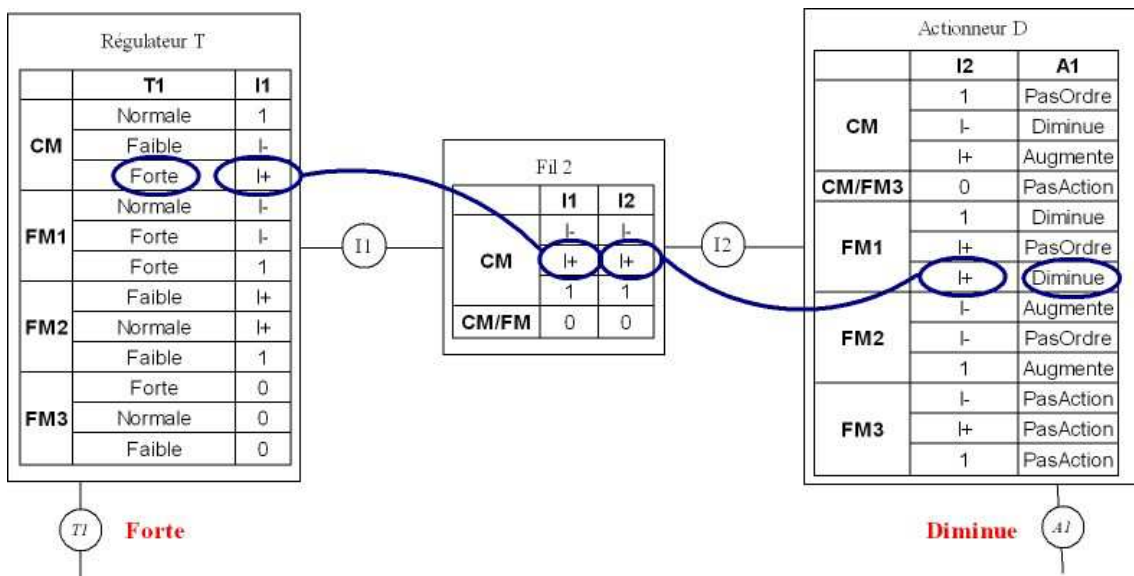 Régulateur T
T1 I1
CM Normale 1
Faible I-
Forte I+
FM1 Normale I-
Forte I-
Forte 1
FM2 Faible I+
Normale I+
Faible 1
FM3 Forte 0
Normale 0
Faible 0
T1 Forte
I1
Fil 2
I1 I2
CM I- I-
I+ I+
1 1
CM/FM 0 0
I2
Actionneur D
I2 A1
CM 1 PasOrdre
I- Diminue
I+ Augmente
CM/FM3 0 PasAction
FM1 1 Diminue
I+ PasOrdre
I+ Diminue
FM2 I- Augmente
I- PasOrdre
1 Augmente
FM3 I- PasAction
I+ PasAction
1 PasAction
Diminue A1